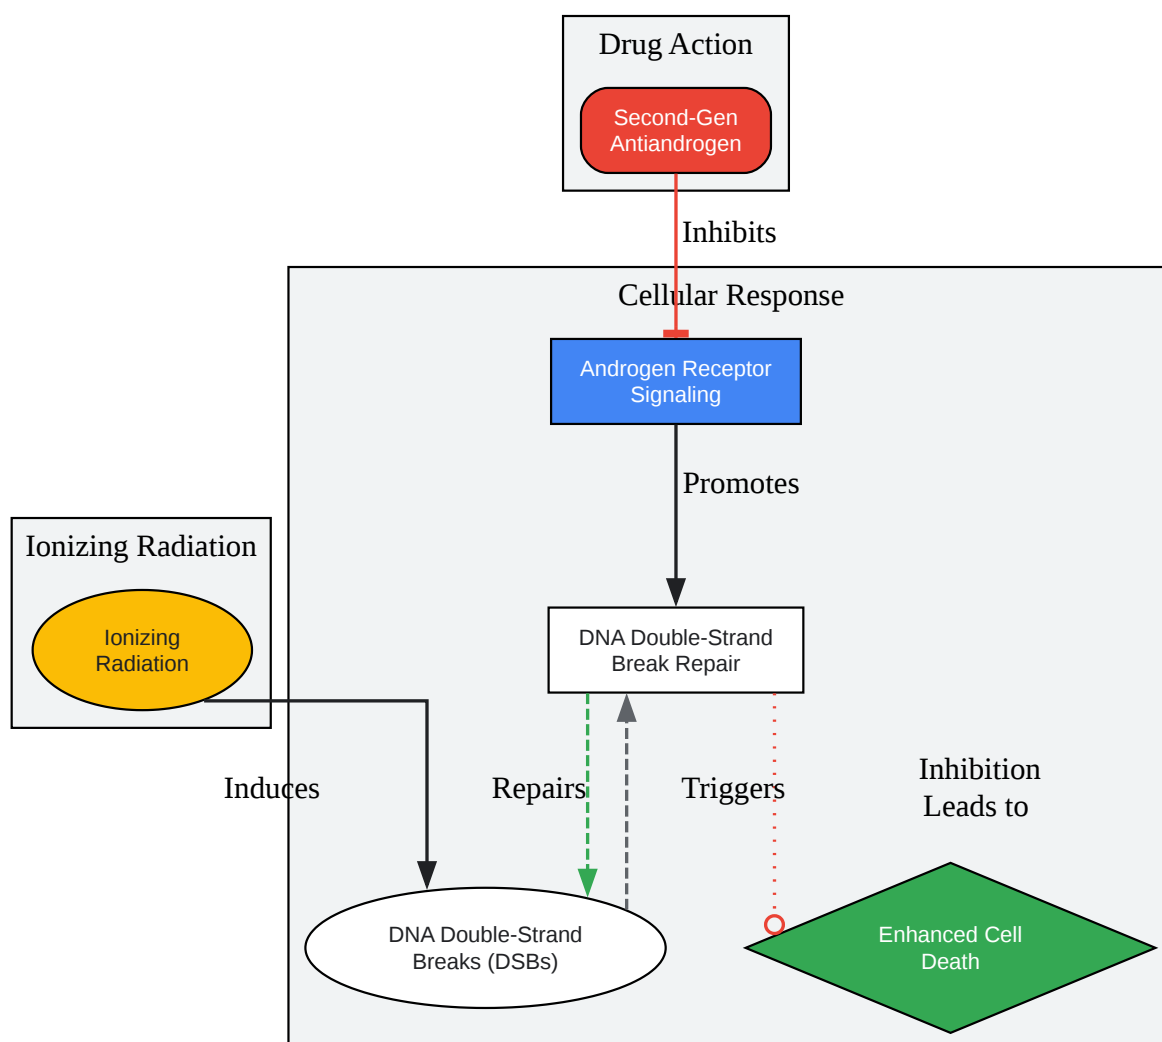 Drug Action
Second-Gen
Antiandrogen
Inhibits
Cellular Response
Androgen Receptor
Signaling
Promotes
Ionizing Radiation
Ionizing
Radiation
DNA Double-Strand
Break Repair
Induces
Repairs
Triggers
Inhibition
Leads to
DNA Double-Strand
Breaks (DSBs)
Enhanced Cell
Death